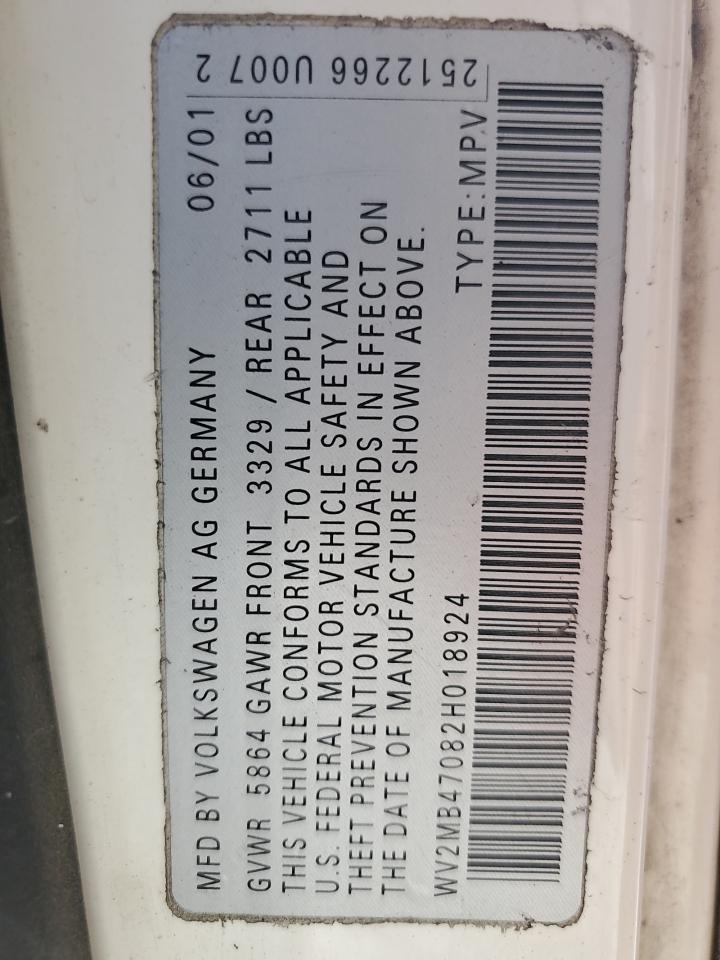 MFD BY VOLKSWAGEN AG GERMANY 06/01
GVWR 5864 GAWR FRONT 3329 / REAR 2711 LBS
THIS VEHICLE CONFORMS TO ALL APPLICABLE
U.S. FEDERAL MOTOR VEHICLE SAFETY AND
THEFT PREVENTION STANDARDS IN EFFECT ON
THE DATE OF MANUFACTURE SHOWN ABOVE.
WV2MB47082H018924 TYPE:MPV
2512266 U007 2